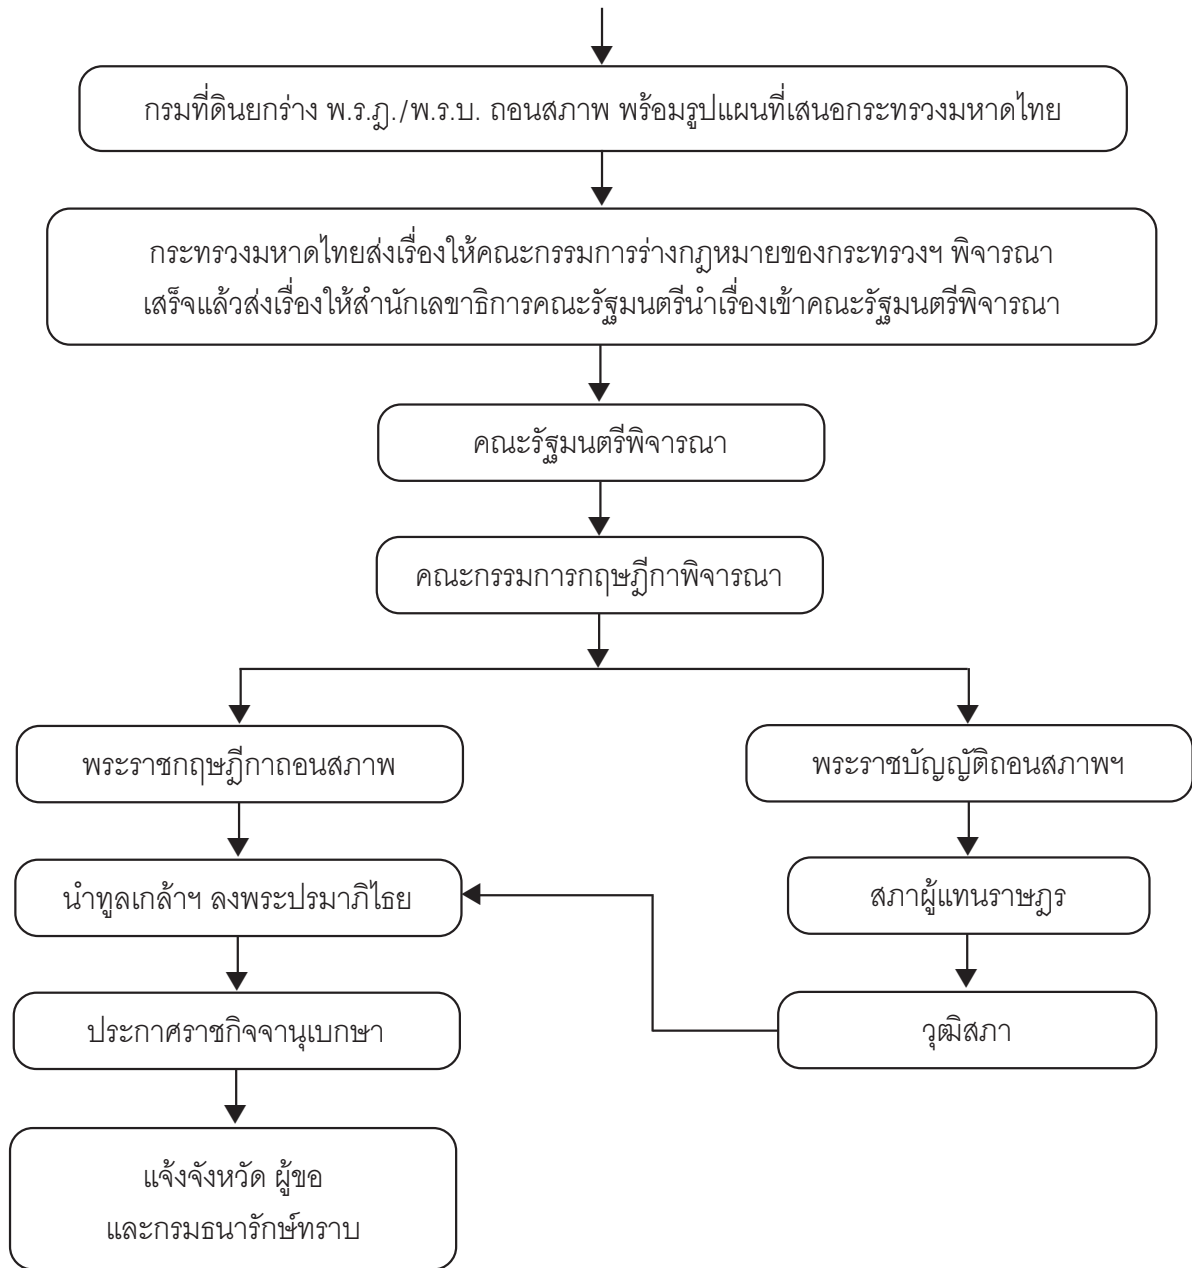 กรมที่ดินยกร่าง พ.ร.ฎ./พ.ร.บ. ถอนสภาพ พร้อมรูปแผนที่เสนอกระทรวงมหาดไทย
กระทรวงมหาดไทยส่งเรื่องให้คณะกรรมการร่างกฎหมายของกระทรวงฯ พิจารณา
เสร็จแล้วส่งเรื่องให้สำนักเลขาธิการคณะรัฐมนตรีนำเรื่องเข้าคณะรัฐมนตรีพิจารณา
คณะรัฐมนตรีพิจารณา
คณะกรรมการกฤษฎีกาพิจารณา
พระราชกฤษฎีกาถอนสภาพ
พระราชบัญญัติถอนสภาพฯ
นำทูลเกล้าฯ ลงพระปรมาภิไธย
สภาผู้แทนราษฎร
ประกาศราชกิจจานุเบกษา
วุฒิสภา
แจ้งจังหวัด ผู้ขอ
และกรมธนารักษ์ทราบ